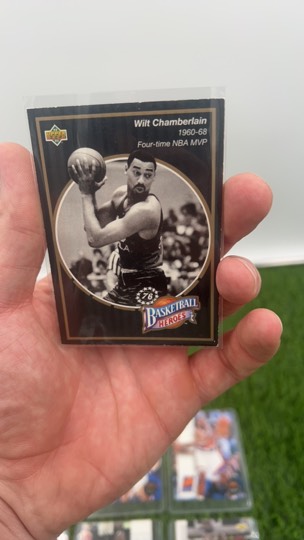 Wilt Chamberlain
1960-68
Four-time NBA MVP
76
BASKETBALL
HEROES